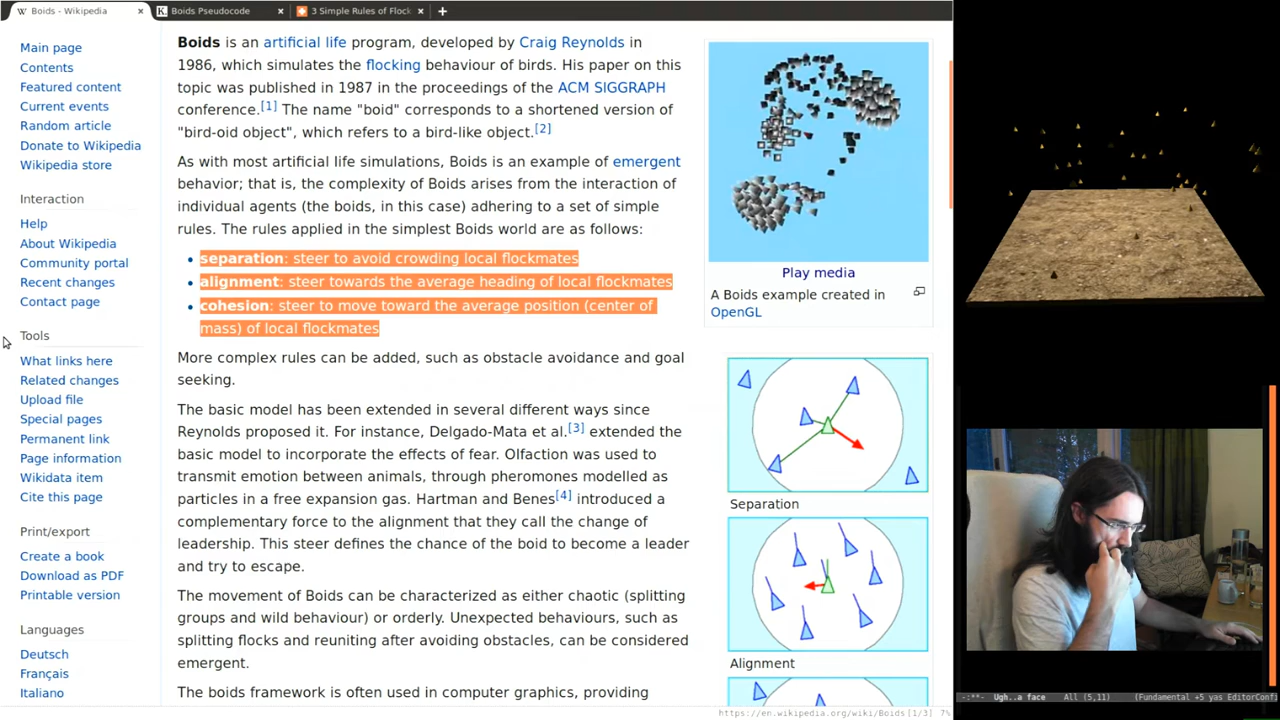 Boids - Wikipedia
Boids Pseudocode
3 Simple Rules of Flock
Main page
Contents
Featured content
Current events
Random article
Donate to Wikipedia
Wikipedia store
Interaction
Help
About Wikipedia
Community portal
Recent changes
Contact page
Tools
What links here
Related changes
Upload file
Special pages
Permanent link
Page information
Wikidata item
Cite this page
Print/export
Create a book
Download as PDF
Printable version
Languages
Deutsch
Français
Italiano
Boids is an artificial life program, developed by Craig Reynolds in
1986, which simulates the flocking behaviour of birds. His paper on this
topic was published in 1987 in the proceedings of the ACM SIGGRAPH
conference.[1] The name "boid" corresponds to a shortened version of
"bird-oid object", which refers to a bird-like object.[2]
As with most artificial life simulations, Boids is an example of emergent
behavior; that is, the complexity of Boids arises from the interaction of
individual agents (the boids, in this case) adhering to a set of simple
rules. The rules applied in the simplest Boids world are as follows:
• separation: steer to avoid crowding local flockmates
• alignment: steer towards the average heading of local flockmates
• cohesion: steer to move toward the average position (center of
mass) of local flockmates
More complex rules can be added, such as obstacle avoidance and goal
seeking.
The basic model has been extended in several different ways since
Reynolds proposed it. For instance, Delgado-Mata et al.[3] extended the
basic model to incorporate the effects of fear. Olfaction was used to
transmit emotion between animals, through pheromones modelled as
particles in a free expansion gas. Hartman and Benes[4] introduced a
complementary force to the alignment that they call the change of
leadership. This steer defines the chance of the boid to become a leader
and try to escape.
The movement of Boids can be characterized as either chaotic (splitting
groups and wild behaviour) or orderly. Unexpected behaviours, such as
splitting flocks and reuniting after avoiding obstacles, can be considered
emergent.
The boids framework is often used in computer graphics, providing
Play media
A Boids example created in
OpenGL
Separation
Alignment
https://en.wikipedia.org/wiki/Boids[1/3] 7%
-:**- Ugh..a face All (5,11) (Fundamental +5 yas EditorConfi